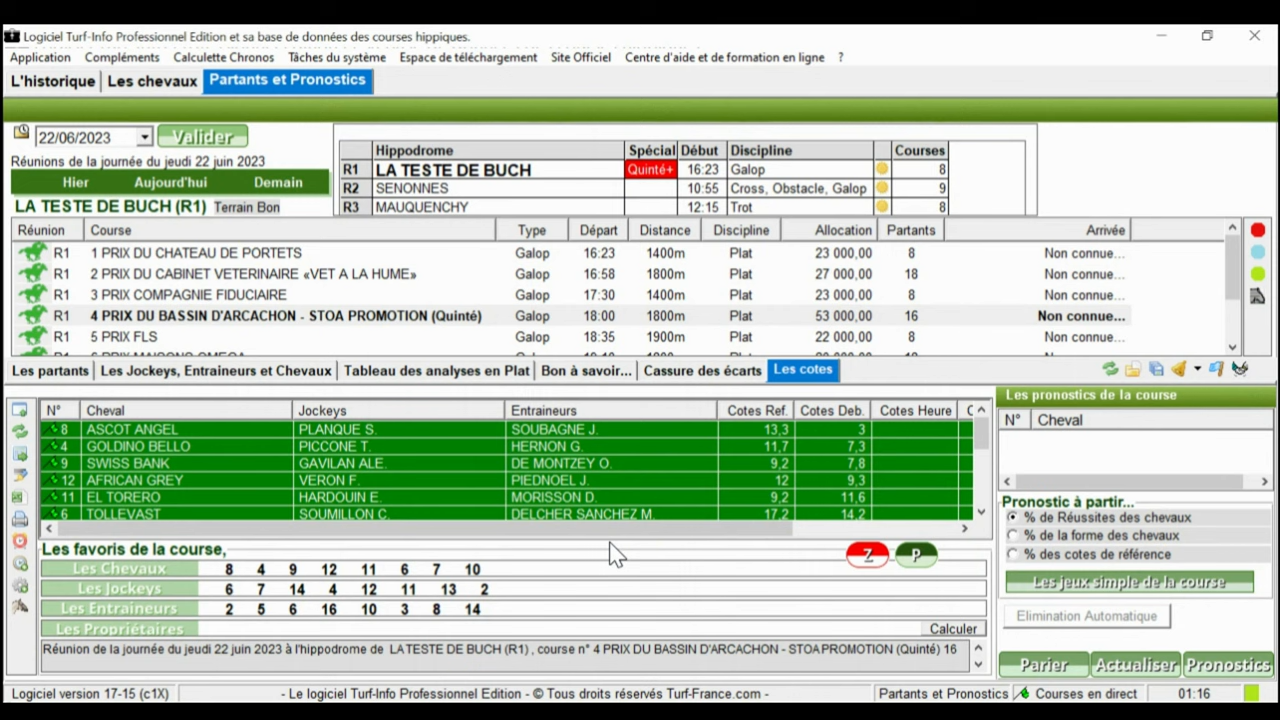 Logiciel Turf-Info Professionnel Edition et sa base de données des courses hippiques.
Application Compléments Calculette Chronos Tâches du système Espace de téléchargement Site Officiel Centre d'aide et de formation en ligne ?
L'historique Les chevaux Partants et Pronostics
22/06/2023 Valider
Réunions de la journée du jeudi 22 juin 2023
Hier Aujourd'hui Demain
LA TESTE DE BUCH (R1) Terrain Bon
Hippodrome Spécial Début Discipline Courses
R1 LA TESTE DE BUCH Quinté+ 16:23 Galop 8
R2 SENONNES 10:55 Cross, Obstacle, Galop 9
R3 MAUQUENCHY 12:15 Trot 8
Réunion Course Type Départ Distance Discipline Allocation Partants Arrivée
R1 1 PRIX DU CHATEAU DE PORTETS Galop 16:23 1400m Plat 23 000,00 8 Non connue...
R1 2 PRIX DU CABINET VETERINAIRE «VET A LA HUME» Galop 16:58 1800m Plat 27 000,00 18 Non connue...
R1 3 PRIX COMPAGNIE FIDUCIAIRE Galop 17:30 1400m Plat 23 000,00 8 Non connue...
R1 4 PRIX DU BASSIN D'ARCACHON - STOA PROMOTION (Quinté) Galop 18:00 1800m Plat 53 000,00 16 Non connue...
R1 5 PRIX FLS Galop 18:35 1900m Plat 22 000,00 8 Non connue...
Les partants Les Jockeys, Entraineurs et Chevaux Tableau des analyses en Plat Bon à savoir... Cassure des écarts Les cotes
N° Cheval Jockeys Entraineurs Cotes Ref. Cotes Deb. Cotes Heure C
8 ASCOT ANGEL PLANQUE S. SOUBAGNE J. 13,3 3
4 GOLDINO BELLO PICCONE T. HERNON G. 11,7 7,3
9 SWISS BANK GAVILAN ALE. DE MONTZEY O. 9,2 7,8
12 AFRICAN GREY VERON F. PIEDNOEL J. 12 9,3
11 EL TORERO HARDOUIN E. MORISSON D. 9,2 11,6
6 TOLLEVAST SOUMILLON C. DELCHER SANCHEZ M. 17,2 14,2
Les favoris de la course,
Z P
Les Chevaux 8 4 9 12 11 6 7 10
Les Jockeys 6 7 14 4 12 11 13 2
Les Entraineurs 2 5 6 16 10 3 8 14
Les Propriétaires Calculer
Réunion de la journée du jeudi 22 juin 2023 à l'hippodrome de LA TESTE DE BUCH (R1) , course n° 4 PRIX DU BASSIN D'ARCACHON - STOA PROMOTION (Quinté) 16
Les pronostics de la course
N° Cheval
Pronostic à partir...
% de Réussites des chevaux
% de la forme des chevaux
% des cotes de référence
Les jeux simple de la course
Elimination Automatique
Parier Actualiser Pronostics
Logiciel version 17-15 (c1X) - Le logiciel Turf-Info Professionnel Edition - © Tous droits réservés Turf-France.com - Partants et Pronostics Courses en direct 01:16